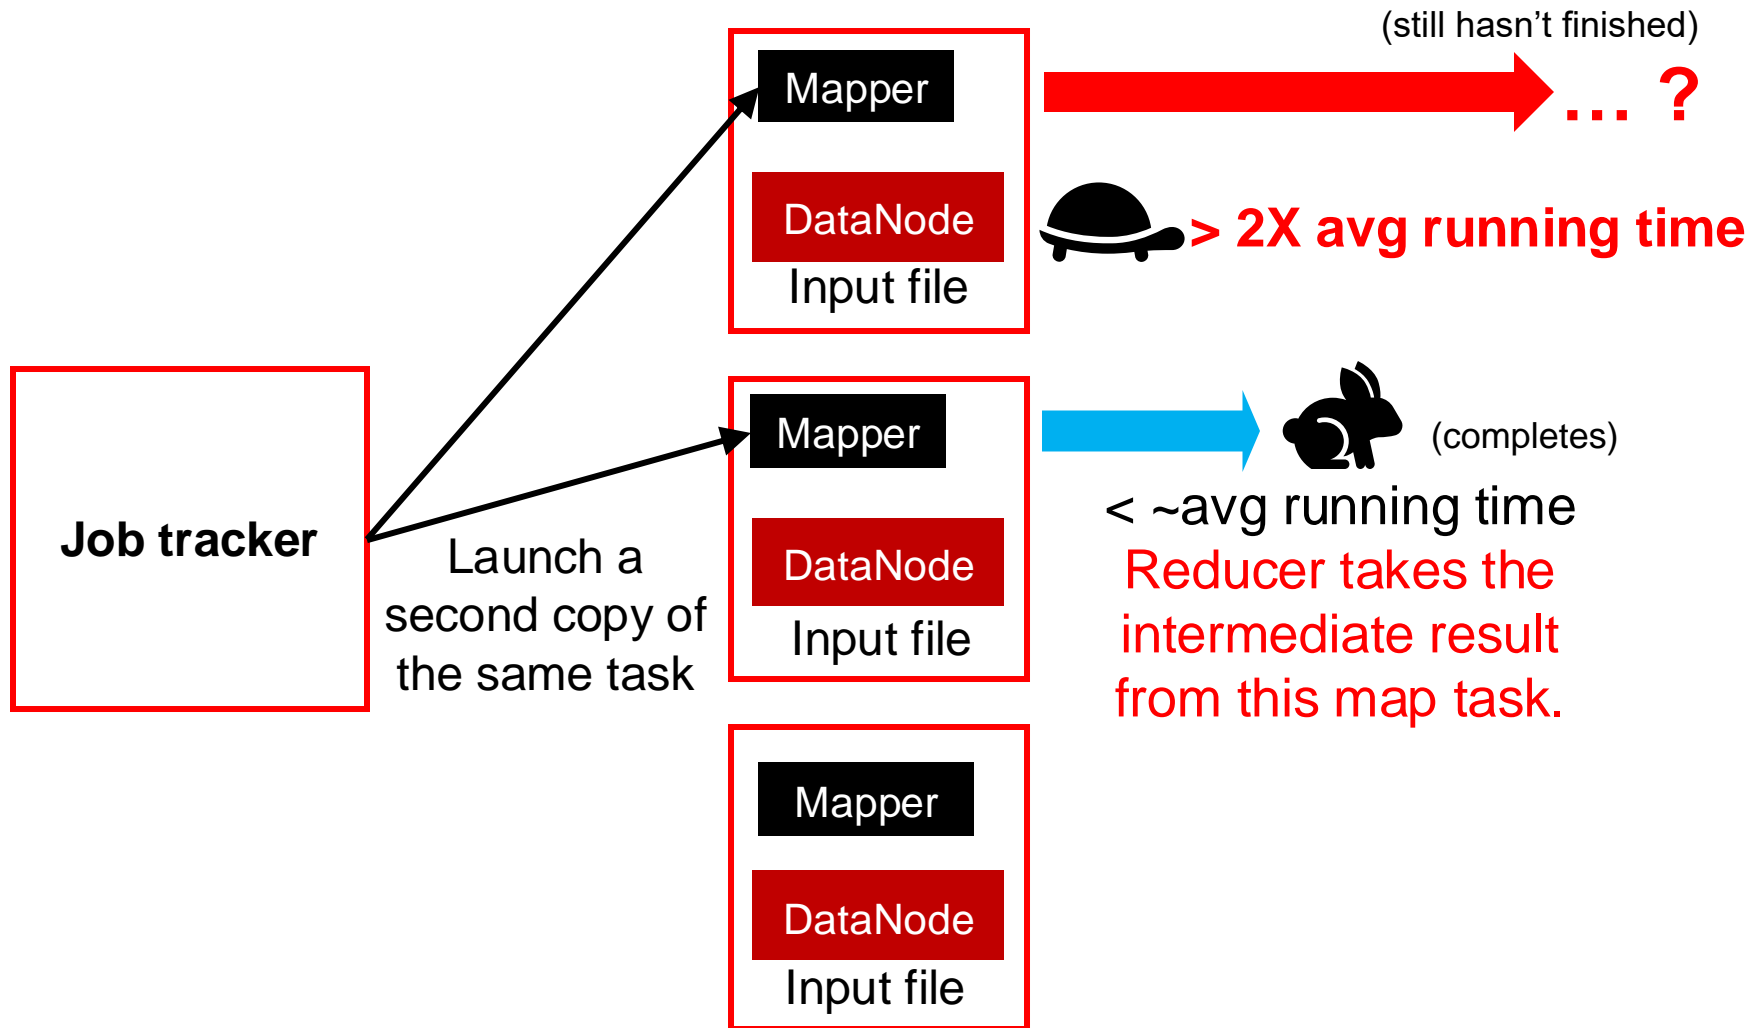 (still hasn’t finished)
Mapper
… ?
DataNode
> 2X avg running time
Input file
Job tracker
Launch a
second copy of
the same task
Mapper
(completes)
< ~avg running time
DataNode
Reducer takes the
intermediate result
from this map task.
Input file
Mapper
DataNode
Input file